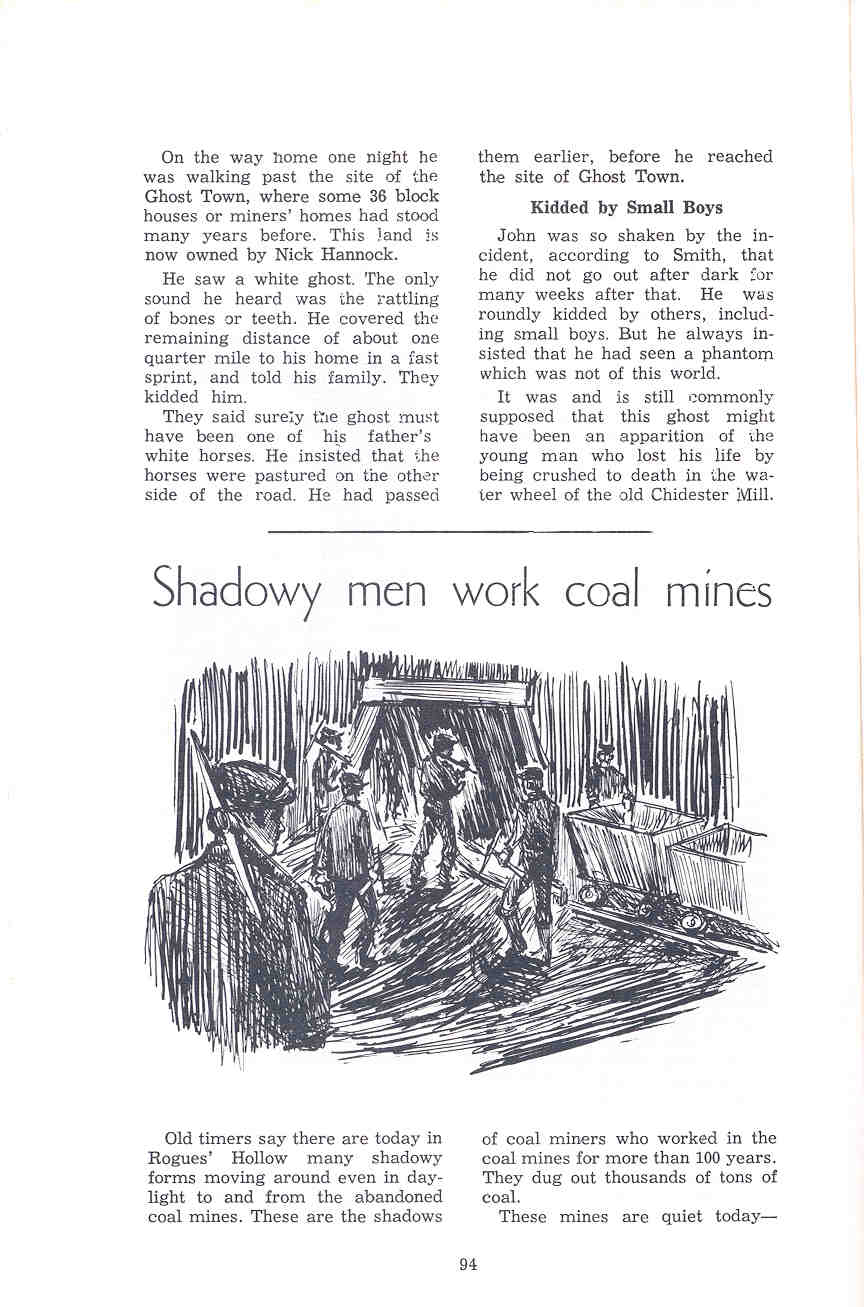 On the way home one night he
was walking past the site of the
Ghost Town, where some 36 block
houses or miners' homes had stood
many years before. This land is
now owned by Nick Hannock.
He saw a white ghost. The only
sound he heard was the rattling
of bones or teeth. He covered the
remaining distance of about one
quarter mile to his home in a fast
sprint, and told his family. They
kidded him.
They said surely the ghost must
have been one of his father's
white horses. He insisted that the
horses were pastured on the other
side of the road. He had passed
them earlier, before he reached
the site of Ghost Town.
Kidded by Small Boys
John was so shaken by the in-
cident, according to Smith, that
he did not go out after dark for
many weeks after that. He was
roundly kidded by others, includ-
ing small boys. But he always in-
sisted that he had seen a phantom
which was not of this world.
It was and is still commonly
supposed that this ghost might
have been an apparition of the
young man who lost his life by
being crushed to death in the wa-
ter wheel of the old Chidester Mill.
Shadowy men work coal mines
Old timers say there are today in
Rogues' Hollow many shadowy
forms moving around even in day-
light to and from the abandoned
coal mines. These are the shadows
of coal miners who worked in the
coal mines for more than 100 years.
They dug out thousands of tons of
coal.
These mines are quiet today—
94